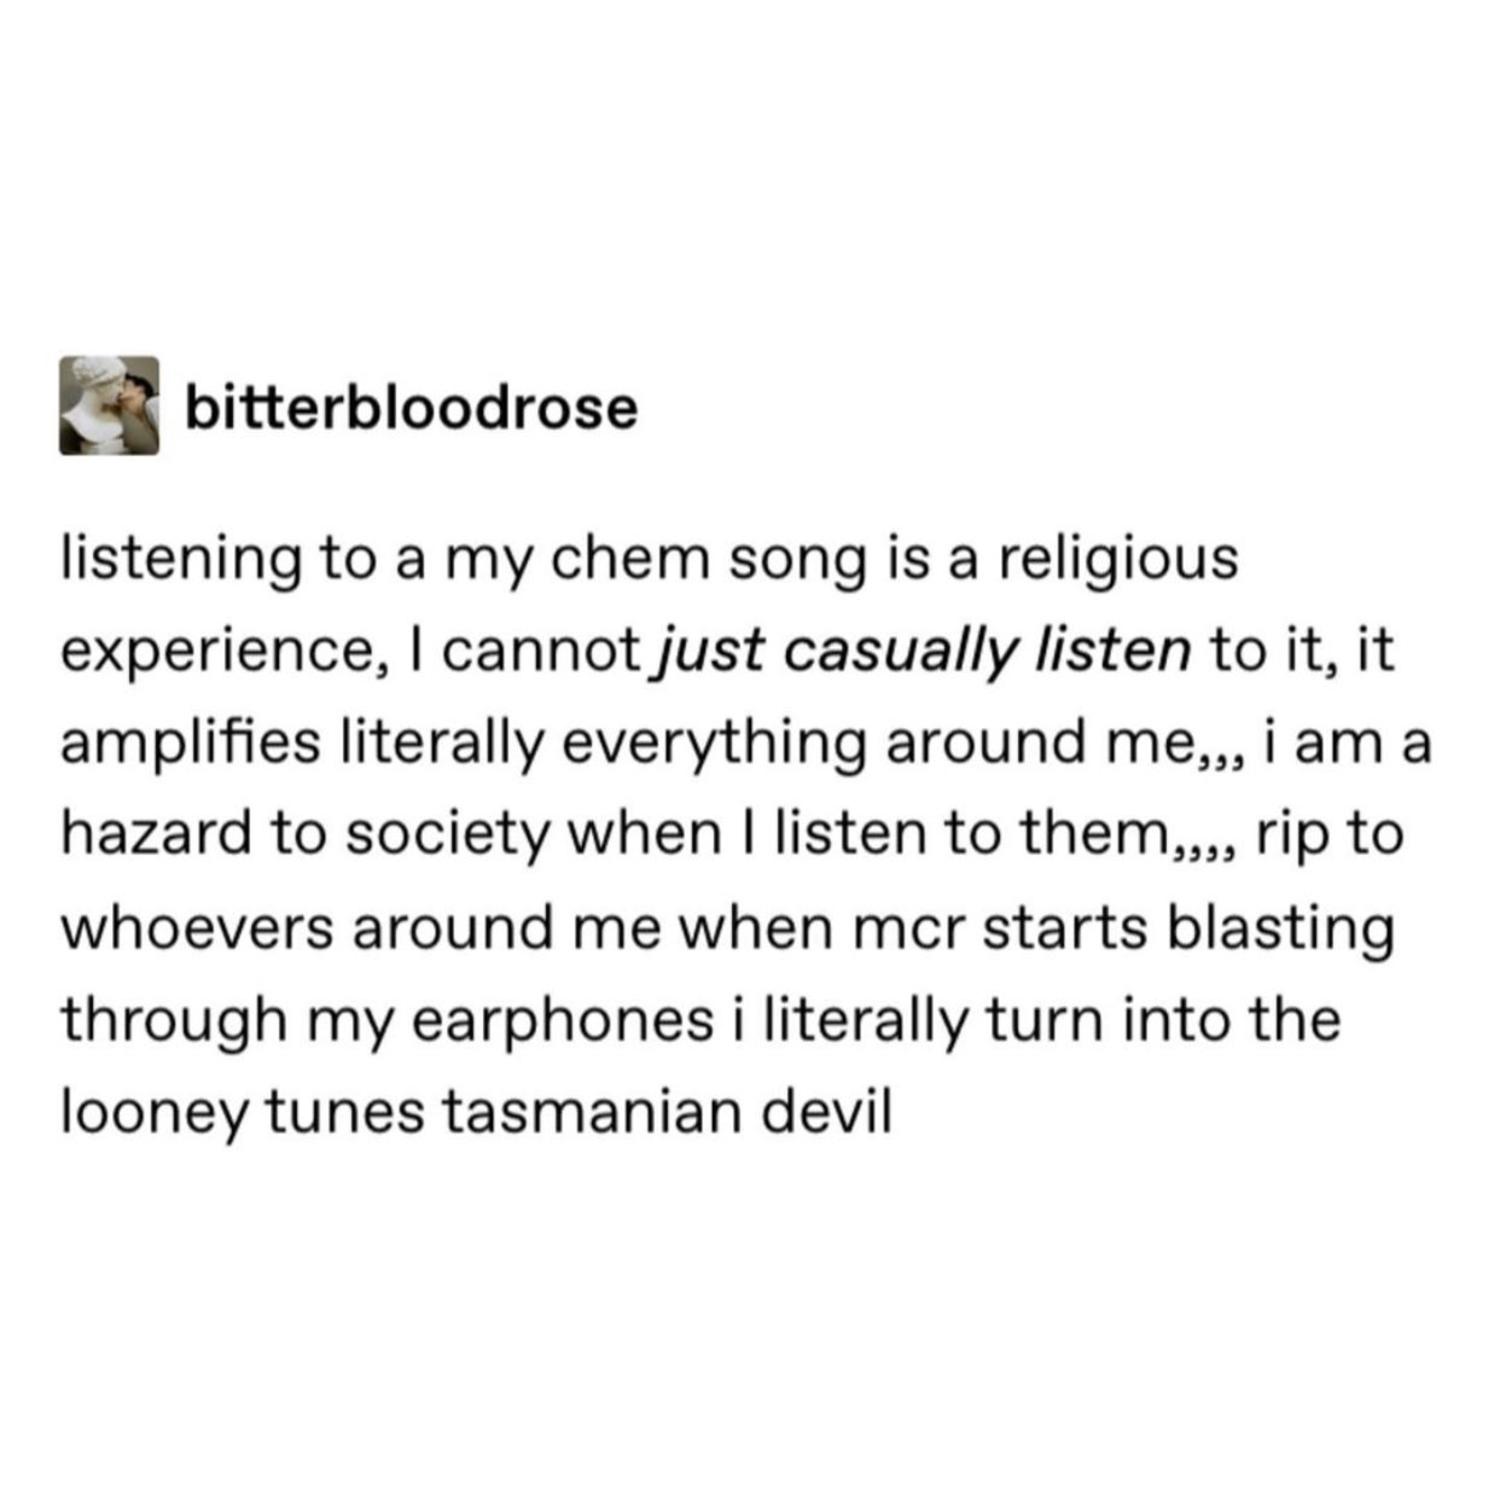 bitterbloodrose
listening to a my chem song is a religious
experience, I cannot just casually listen to it, it
amplifies literally everything around me,,, i am a
hazard to society when I listen to them,,,, rip to
whoevers around me when mcr starts blasting
through my earphones i literally turn into the
looney tunes tasmanian devil